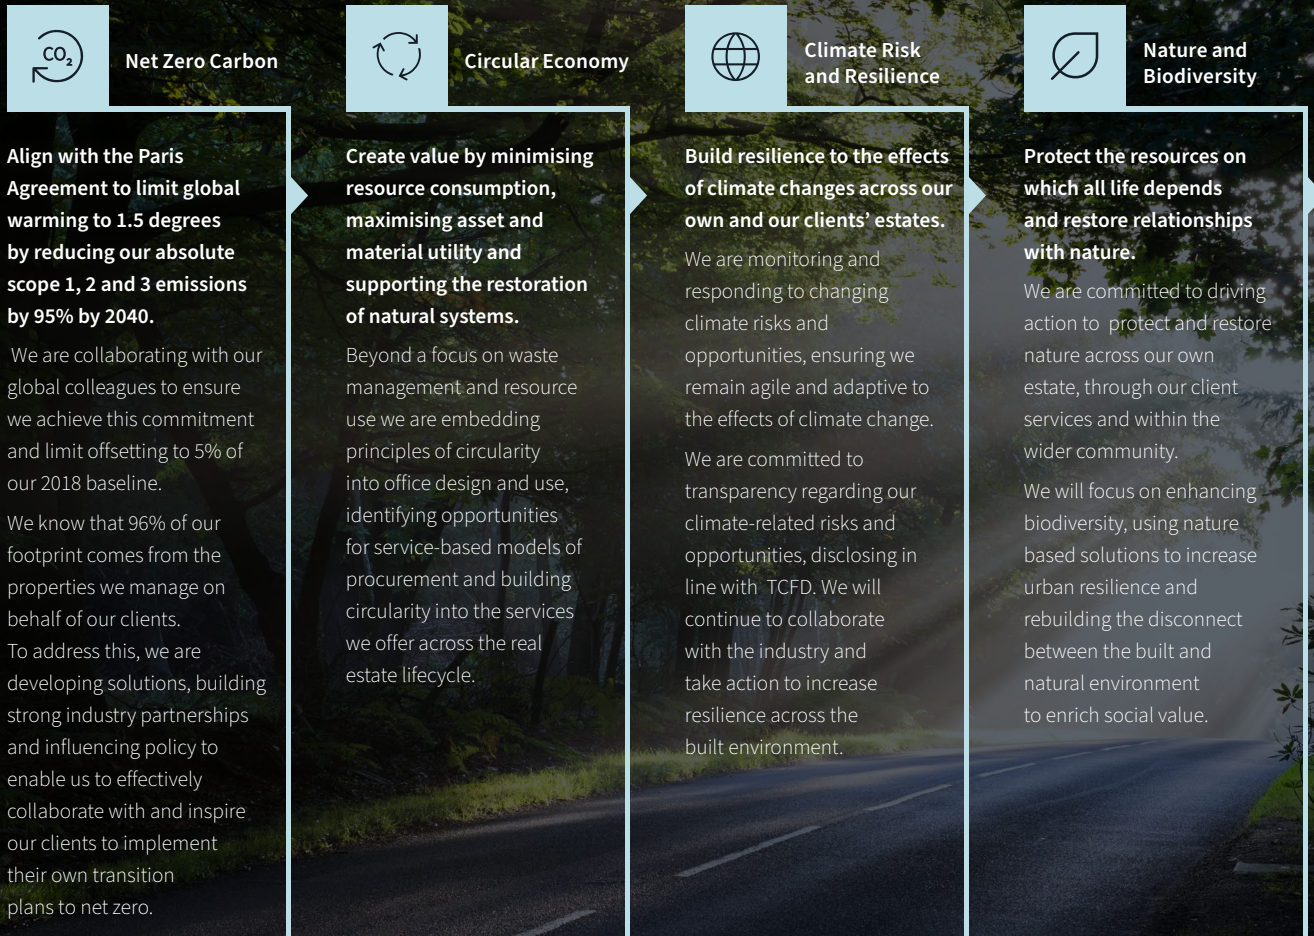 CO2
Net Zero Carbon
Align with the Paris
Agreement to limit global
warming to 1.5 degrees
by reducing our absolute
scope 1, 2 and 3 emissions
by 95% by 2040.
We are collaborating with our
global colleagues to ensure
we achieve this commitment
and limit offsetting to 5% of
our 2018 baseline.
We know that 96% of our
footprint comes from the
properties we manage on
behalf of our clients.
To address this, we are
developing solutions, building
strong industry partnerships
and influencing policy to
enable us to effectively
collaborate with and inspire
our clients to implement
their own transition
plans to net zero.
Circular Economy
Create value by minimising
resource consumption,
maximising asset and
material utility and
supporting the restoration
of natural systems.
Beyond a focus on waste
management and resource
use we are embedding
principles of circularity
into office design and use,
identifying opportunities
for service-based models of
procurement and building
circularity into the services
we offer across the real
estate lifecycle.
Climate Risk
and Resilience
Build resilience to the effects
of climate changes across our
own and our clients’ estates.
We are monitoring and
responding to changing
climate risks and
opportunities, ensuring we
remain agile and adaptive to
the effects of climate change.
We are committed to
transparency regarding our
climate-related risks and
opportunities, disclosing in
line with TCFD. We will
continue to collaborate
with the industry and
take action to increase
resilience across the
built environment.
Nature and
Biodiversity
Protect the resources on
which all life depends
and restore relationships
with nature.
We are committed to driving
action to protect and restore
nature across our own
estate, through our client
services and within the
wider community.
We will focus on enhancing
biodiversity, using nature
based solutions to increase
urban resilience and
rebuilding the disconnect
between the built and
natural environment
to enrich social value.